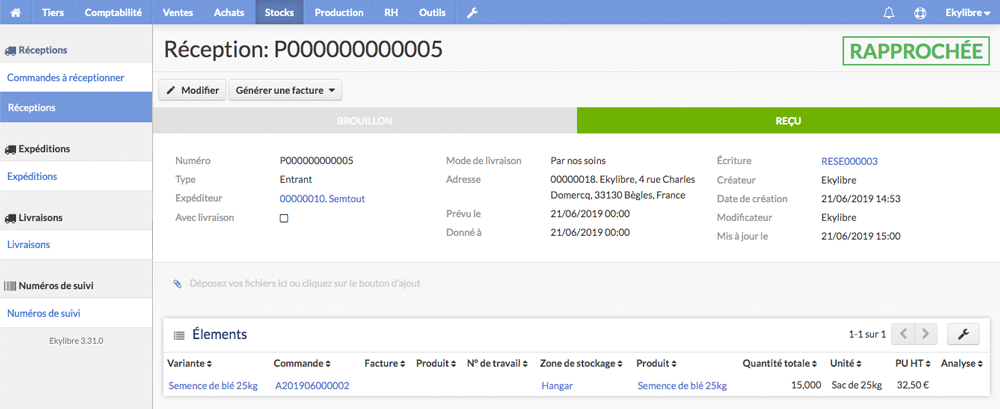 Tiers Comptabilité Ventes Achats Stocks Production RH Outils Ekylibre
Réceptions
Commandes à réceptionner
Réceptions
Expéditions
Expéditions
Livraisons
Livraisons
Numéros de suivi
Numéros de suivi
Ekylibre 3.31.0
Réception: P000000000005
RAPPROCHÉE
Modifier Générer une facture
BROUILLON REÇU
Numéro P000000000005
Type Entrant
Expéditeur 00000010. Semtout
Avec livraison
Mode de livraison Par nos soins
Adresse 00000018. Ekylibre, 4 rue Charles
Domercq, 33130 Bègles, France
Prévu le 21/06/2019 00:00
Donné à 21/06/2019 00:00
Écriture RESE000003
Créateur Ekylibre
Date de création 21/06/2019 14:53
Modificateur Ekylibre
Mis à jour le 21/06/2019 15:00
Déposez vos fichiers ici ou cliquez sur le bouton d'ajout
Élements 1-1 sur 1
Variante Commande Facture Produit N° de travail Zone de stockage Produit Quantité totale Unité PU HT Analyse
Semence de blé 25kg A201906000002 Hangar Semence de blé 25kg 15,000 Sac de 25kg 32,50 €